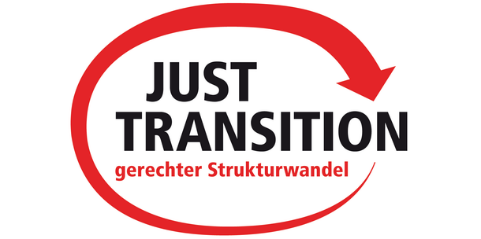 JUST
TRANSITION
gerechter Strukturwandel